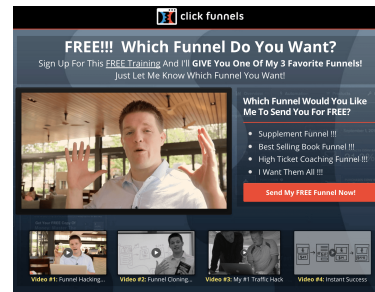 click funnels
FREE!!! Which Funnel Do You Want?
Sign Up For This FREE Training And I'll GIVE You One Of My 3 Favorite Funnels!
Just Let Me Know Which Funnel You Want!
Which Funnel Would You Like
Me To Send You For FREE?
Supplement Funnel !!!
Best Selling Book Funnel !!!
High Ticket Coaching Funnel !!!
I Want Them All !!!
Send My FREE Funnel Now!
Video #1: Funnel Hacking...
Video #2: Funnel Cloning...
Video #3: My #1 Traffic Hack
Video #4: Instant Success